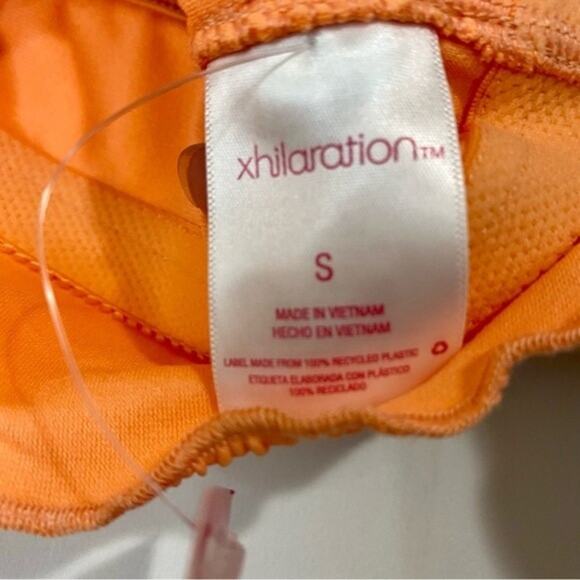 xhilaration™
S
MADE IN VIETNAM
HECHO EN VIETNAM
LABEL MADE FROM 100% RECYCLED PLASTIC
ETIQUETA ELABORADA CON PLÁSTICO
100% RECICLADO